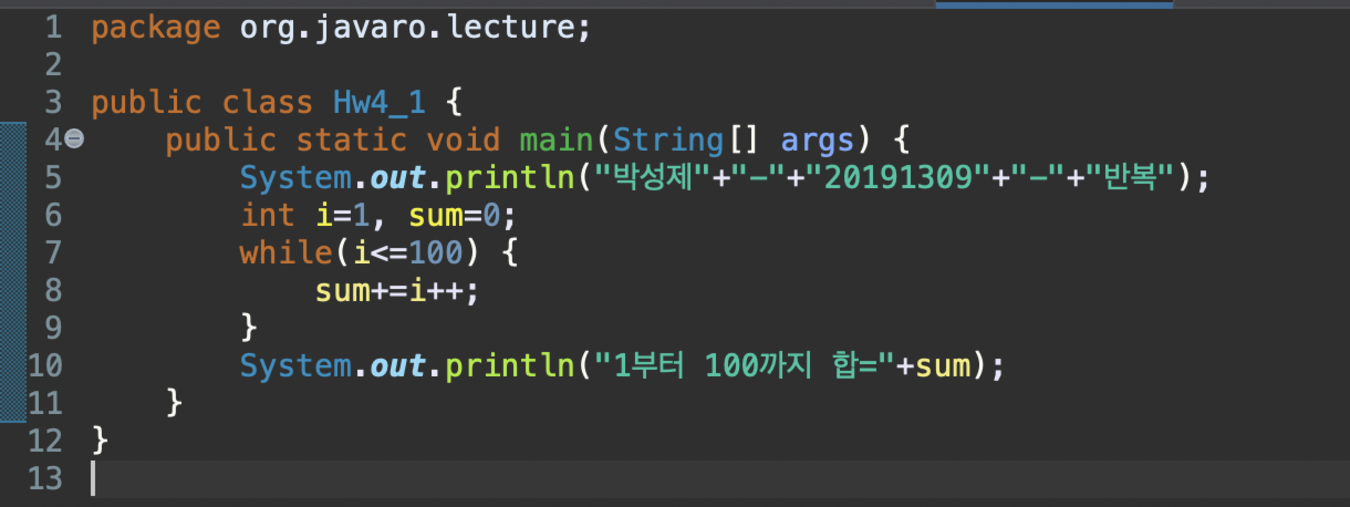 1 package org.javaro.lecture;
2
3 public class Hw4_1 {
4 public static void main(String[] args) {
5 System.out.println("박성제"+"-"+"20191309"+"-"+"반복");
6 int i=1, sum=0;
7 while(i<=100) {
8 sum+=i++;
9 }
10 System.out.println("1부터 100까지 합="+sum);
11 }
12 }
13